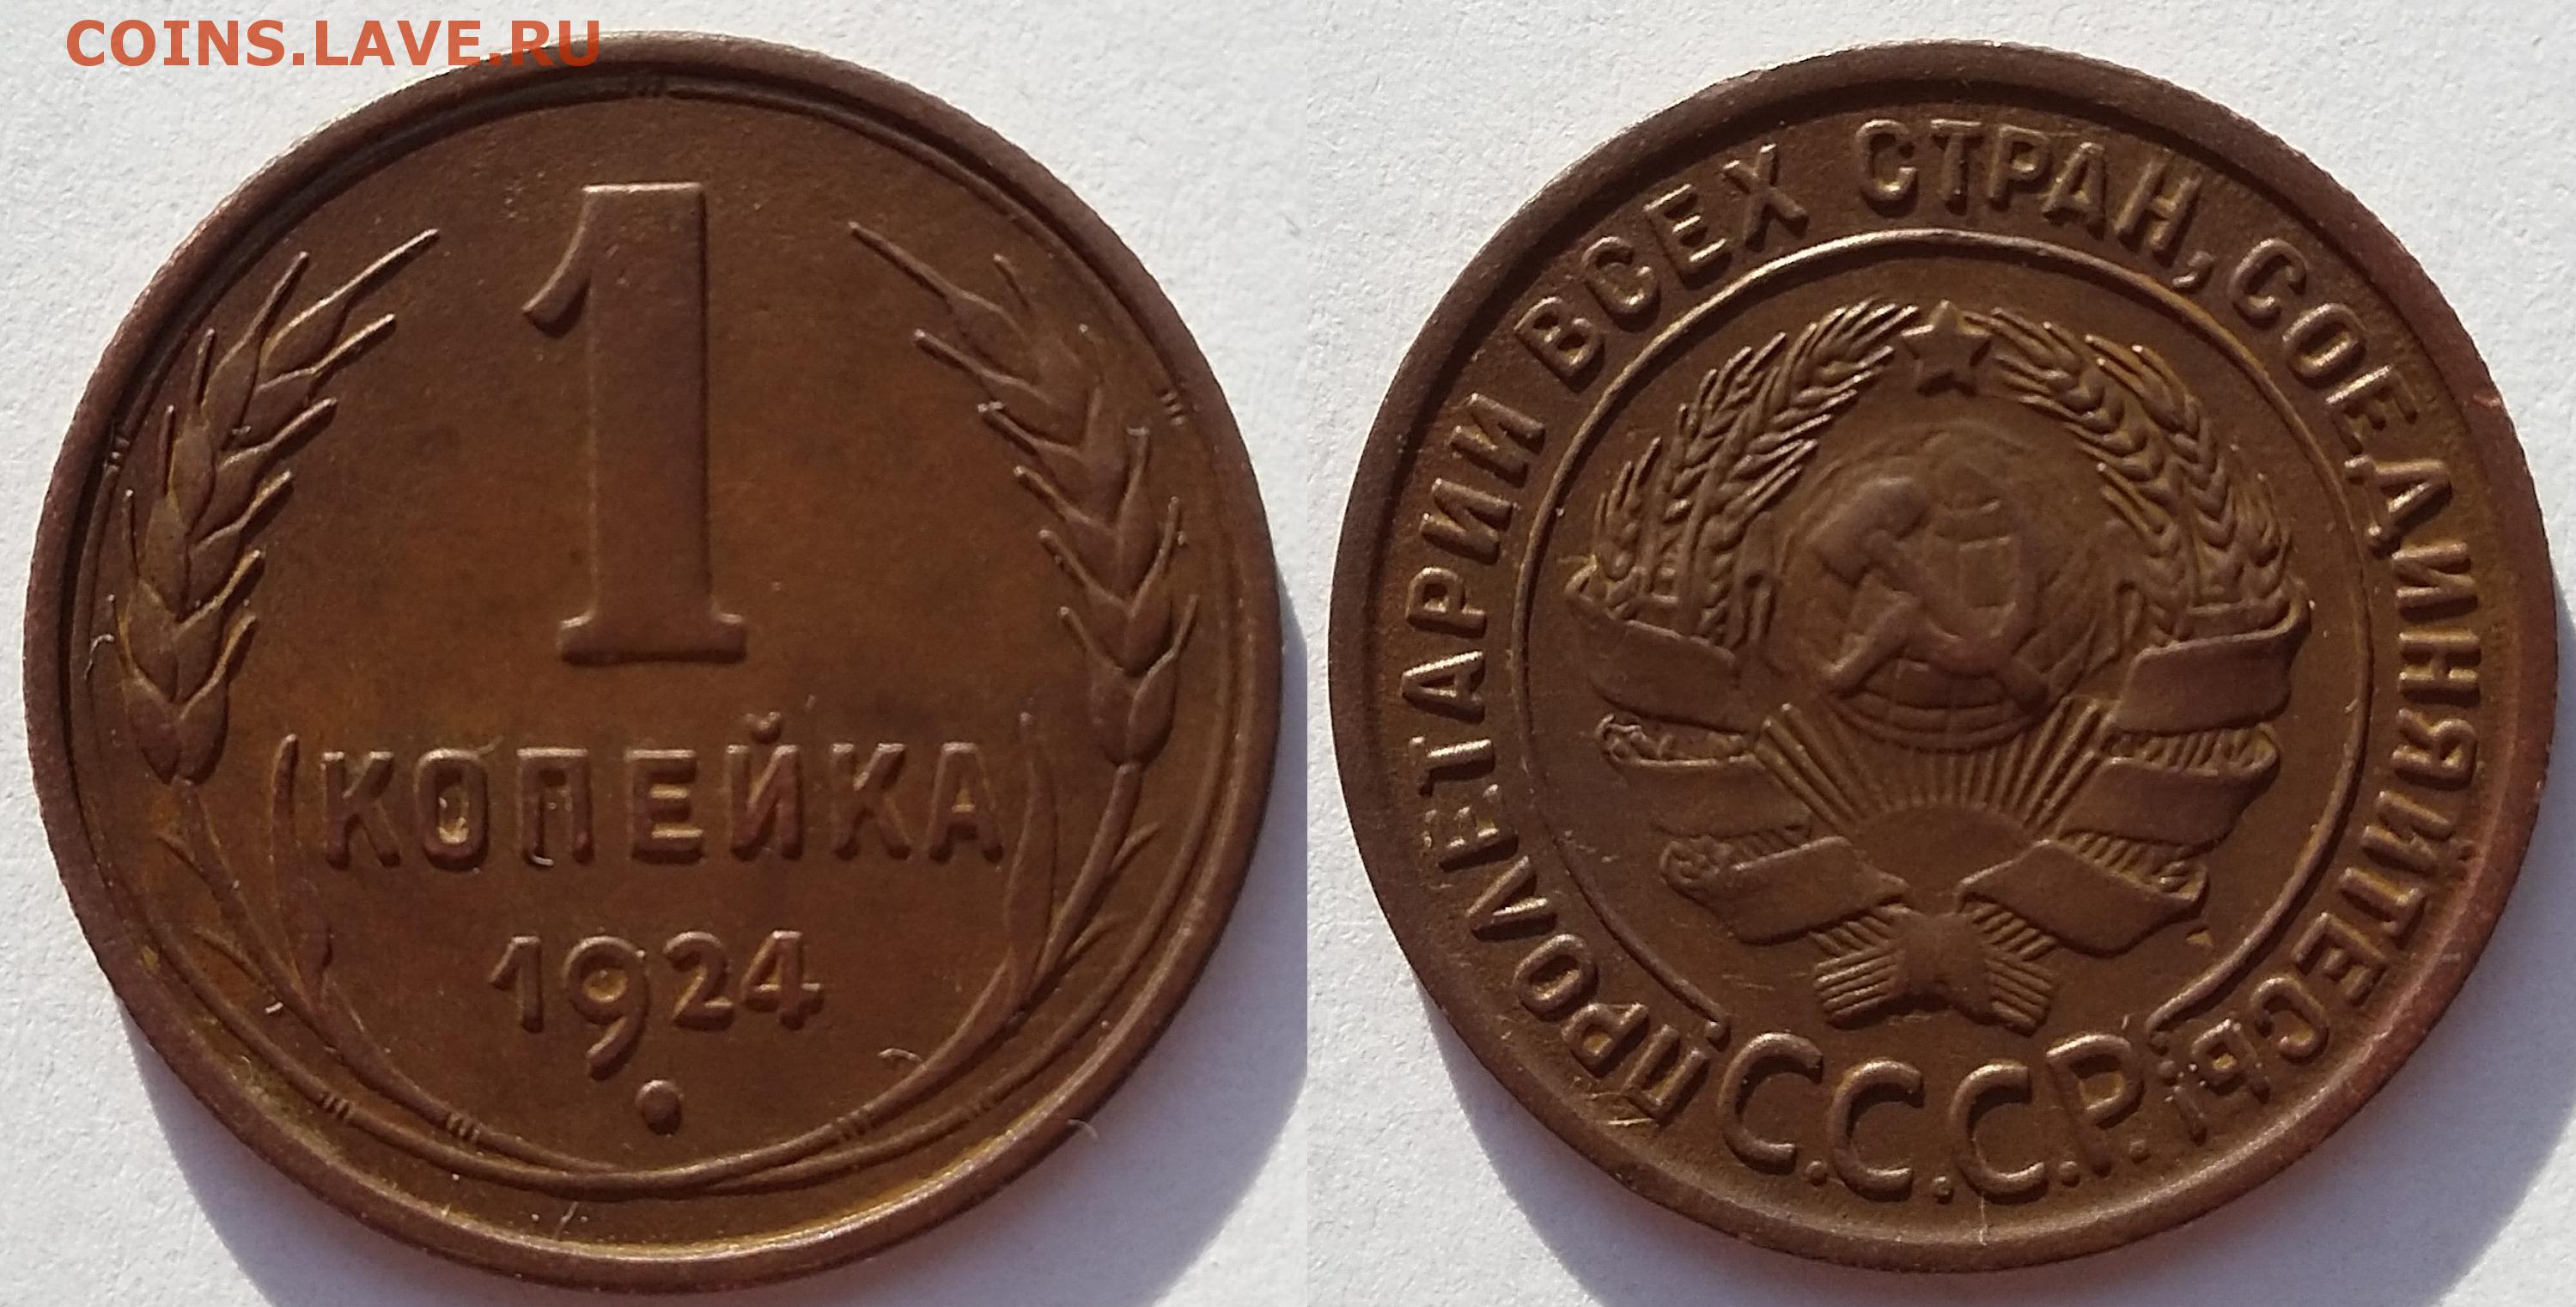 COINS.LAVE.RU
1
КОПЕЙКА
1924
ПРОЛЕТАРИИ ВСЕХ СТРАН, СОЕДИНЯЙТЕСЬ!
С.С.С.Р.